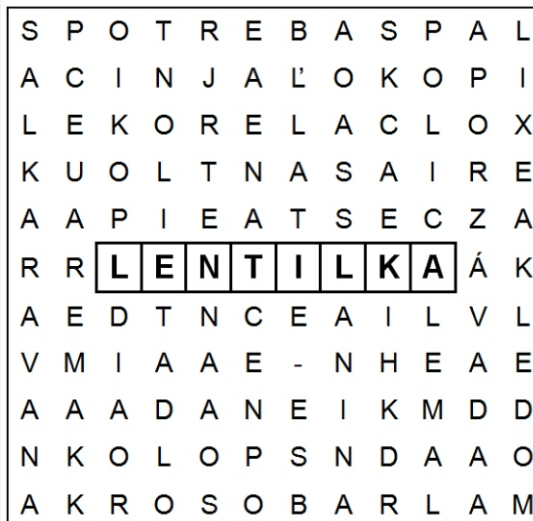 S P O T R E B A S P A L
A C I N J A Ľ O K O P I
L E K O R E L A C L O X
K U O L T N A S A I R E
A A P I E A T S E C Z A
R R L E N T I L K A Á K
A E D T N C E A I L V L
V M I A A E - N H E A E
A A A D A N E I K M D D
N K O L O P S N D A A O
A K R O S O B A R L A M